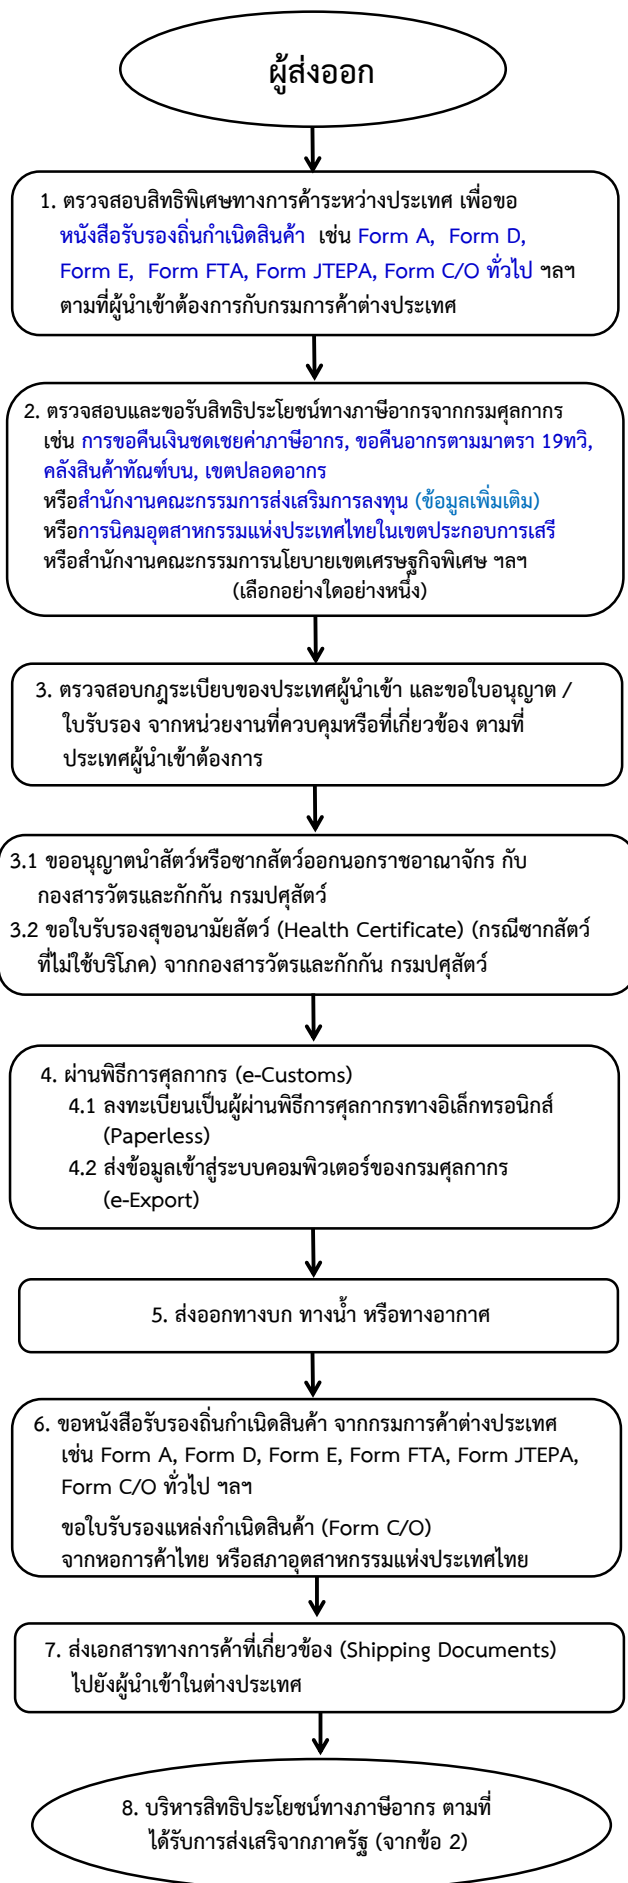 ผู้ส่งออก
1. ตรวจสอบสิทธิพิเศษทางการค้าระหว่างประเทศ เพื่อขอ
หนังสือรับรองถิ่นกำเนิดสินค้า เช่น Form A, Form D,
Form E, Form FTA, Form JTEPA, Form C/O ทั่วไป ฯลฯ
ตามที่ผู้นำเข้าต้องการกับกรมการค้าต่างประเทศ
2. ตรวจสอบและขอรับสิทธิประโยชน์ทางภาษีอากรจากกรมศุลกากร
เช่น การขอคืนเงินชดเชยค่าภาษีอากร, ขอคืนอากรตามมาตรา 19ทวิ,
คลังสินค้าทัณฑ์บน, เขตปลอดอากร
หรือสำนักงานคณะกรรมการส่งเสริมการลงทุน (ข้อมูลเพิ่มเติม)
หรือการนิคมอุตสาหกรรมแห่งประเทศไทยในเขตประกอบการเสรี
หรือสำนักงานคณะกรรมการนโยบายเขตเศรษฐกิจพิเศษ ฯลฯ
(เลือกอย่างใดอย่างหนึ่ง)
3. ตรวจสอบกฎระเบียบของประเทศผู้นำเข้า และขอใบอนุญาต /
ใบรับรอง จากหน่วยงานที่ควบคุมหรือที่เกี่ยวข้อง ตามที่
ประเทศผู้นำเข้าต้องการ
3.1 ขออนุญาตนำสัตว์หรือซากสัตว์ออกนอกราชอาณาจักร กับ
กองสารวัตรและกักกัน กรมปศุสัตว์
3.2 ขอใบรับรองสุขอนามัยสัตว์ (Health Certificate) (กรณีซากสัตว์
ที่ไม่ใช้บริโภค) จากกองสารวัตรและกักกัน กรมปศุสัตว์
4. ผ่านพิธีการศุลกากร (e-Customs)
4.1 ลงทะเบียนเป็นผู้ผ่านพิธีการศุลกากรทางอิเล็กทรอนิกส์
(Paperless)
4.2 ส่งข้อมูลเข้าสู่ระบบคอมพิวเตอร์ของกรมศุลกากร
(e-Export)
5. ส่งออกทางบก ทางน้ำ หรือทางอากาศ
6. ขอหนังสือรับรองถิ่นกำเนิดสินค้า จากกรมการค้าต่างประเทศ
เช่น Form A, Form D, Form E, Form FTA, Form JTEPA,
Form C/O ทั่วไป ฯลฯ
ขอใบรับรองแหล่งกำเนิดสินค้า (Form C/O)
จากหอการค้าไทย หรือสภาอุตสาหกรรมแห่งประเทศไทย
7. ส่งเอกสารทางการค้าที่เกี่ยวข้อง (Shipping Documents)
ไปยังผู้นำเข้าในต่างประเทศ
8. บริหารสิทธิประโยชน์ทางภาษีอากร ตามที่
ได้รับการส่งเสริจากภาครัฐ (จากข้อ 2)